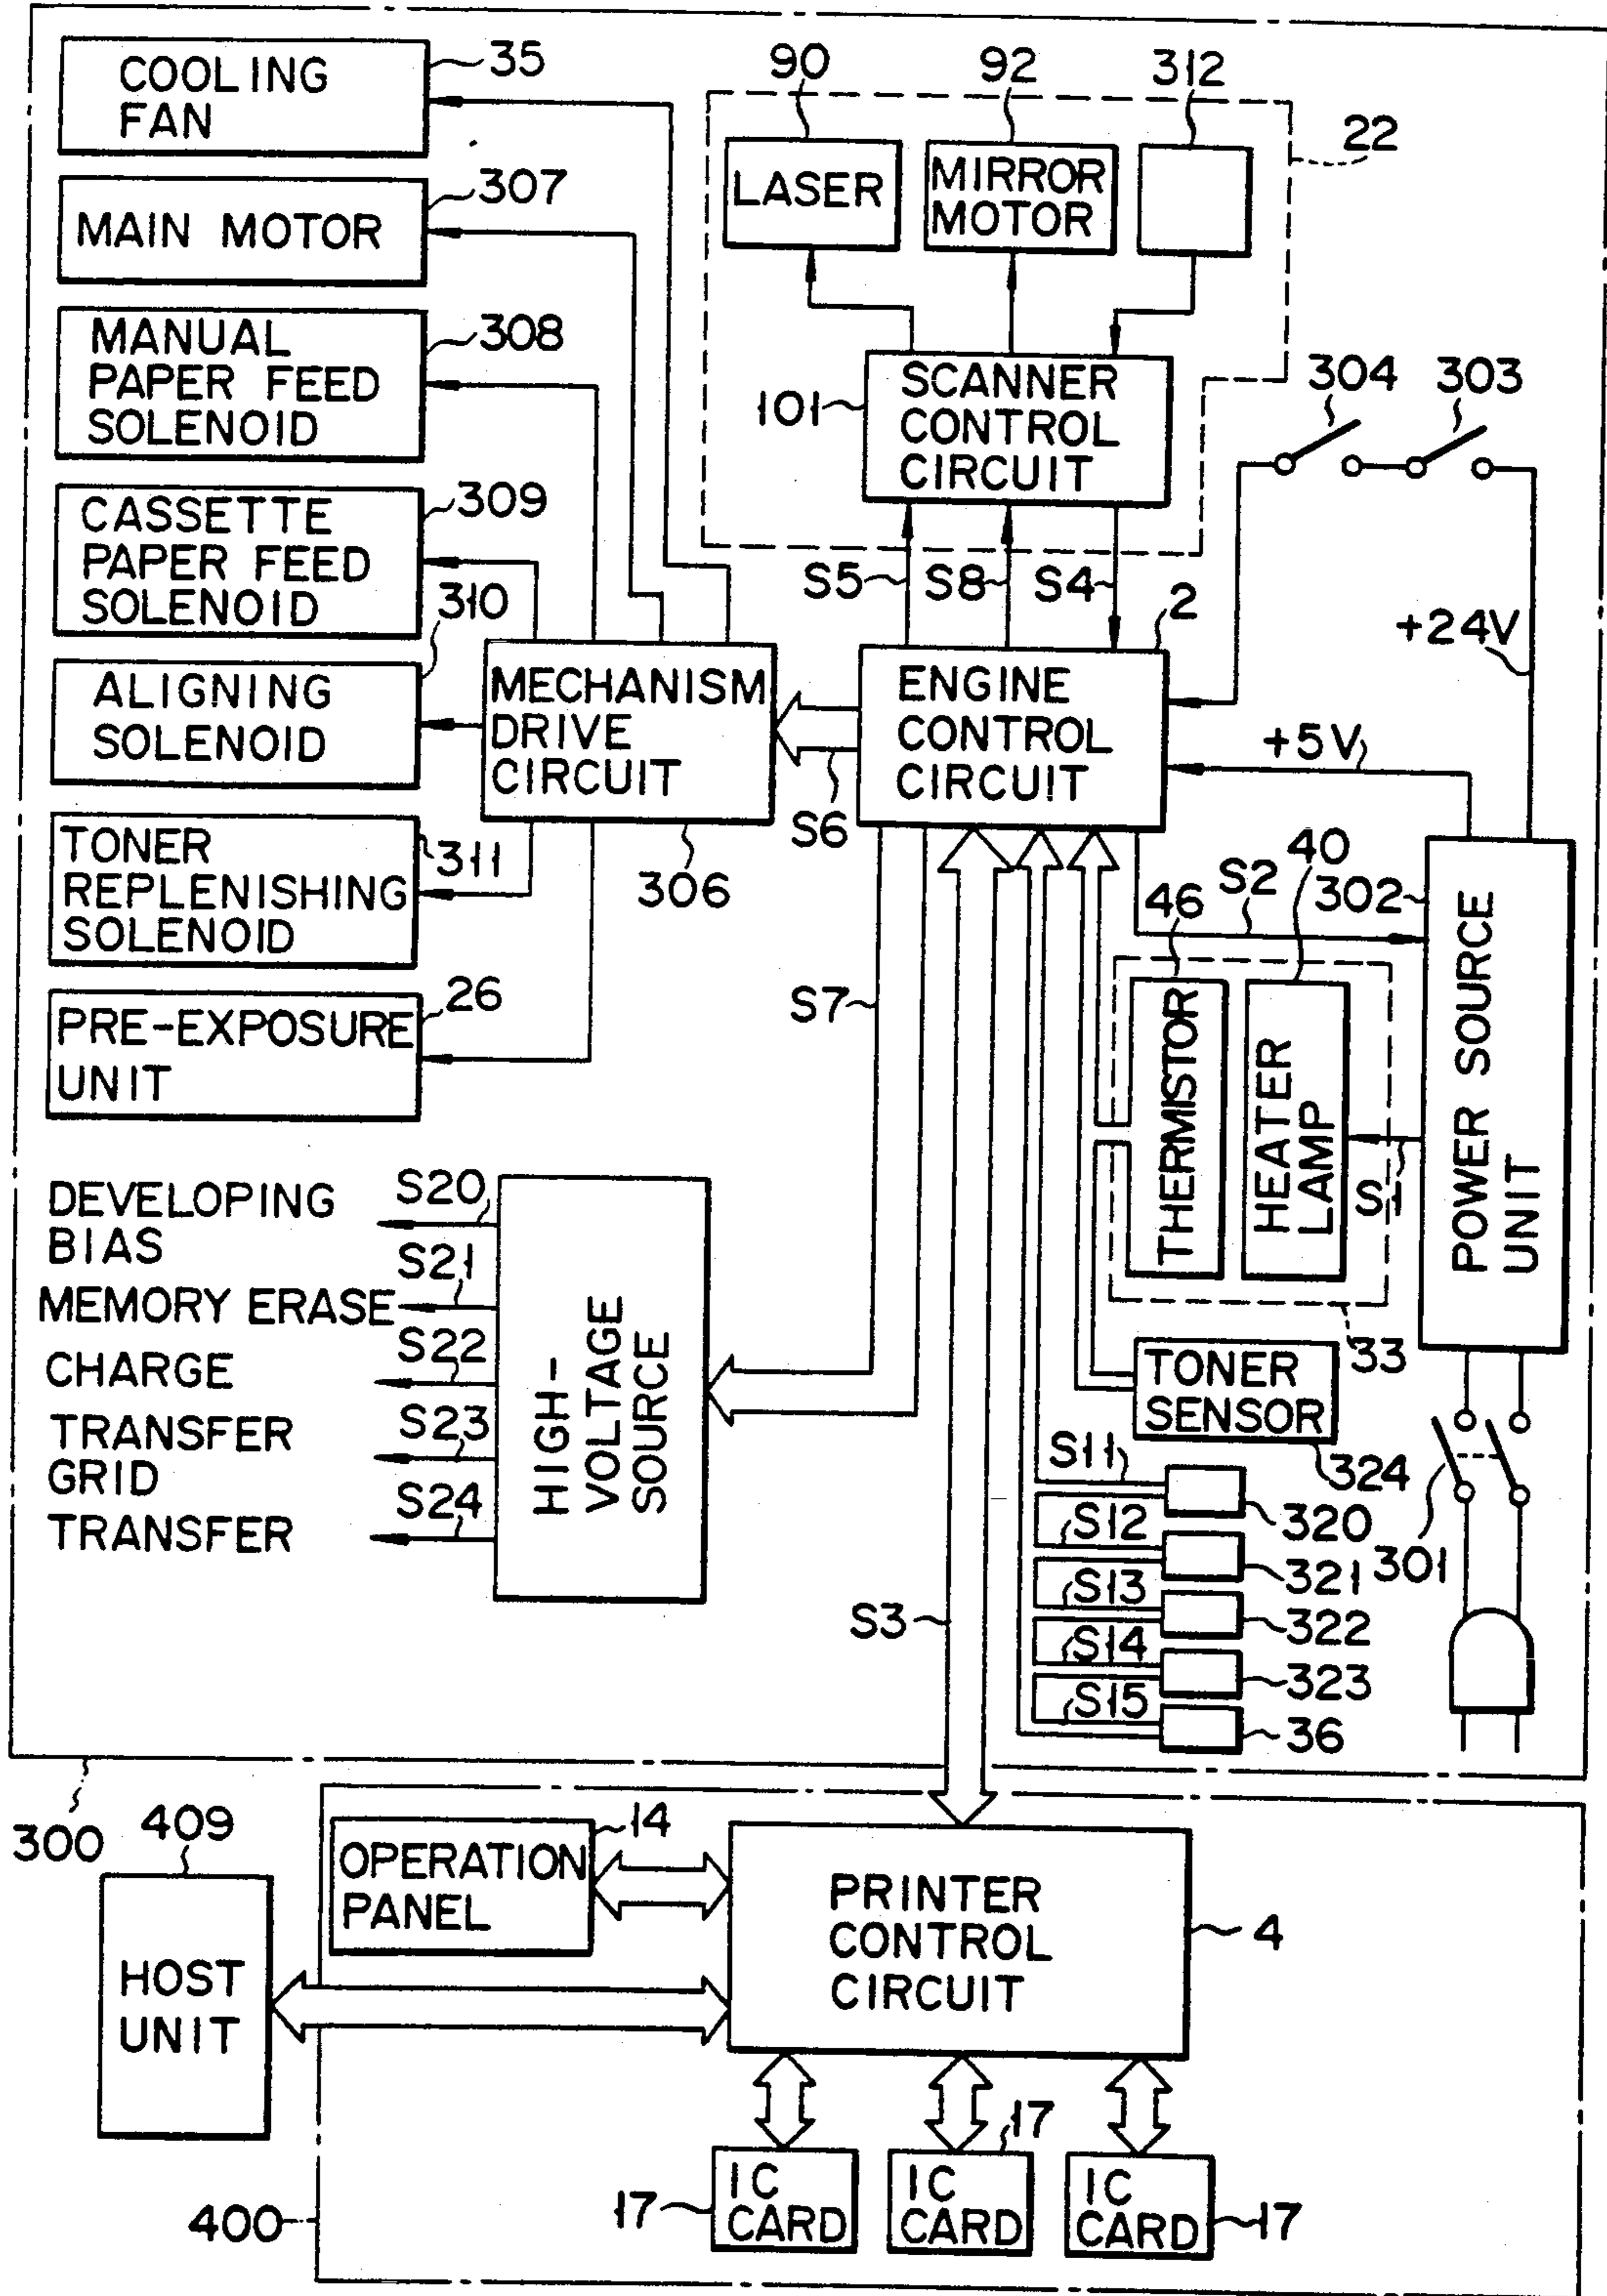 COOLING
FAN
35
MAIN MOTOR
307
MANUAL
PAPER FEED
SOLENOID
308
CASSETTE
PAPER FEED
SOLENOID
309
310
ALIGNING
SOLENOID
TONER
REPLENISHING
SOLENOID
311
PRE-EXPOSURE
UNIT
26
MECHANISM
DRIVE
CIRCUIT
306
90
92
312
22
LASER
MIRROR
MOTOR
101
SCANNER
CONTROL
CIRCUIT
304
303
S5
S8
S4
2
+24V
ENGINE
CONTROL
CIRCUIT
+5V
S6
S2
40
302
46
THERMISTOR
HEATER
LAMP
S1
POWER SOURCE
UNIT
33
S7
DEVELOPING
BIAS
S20
MEMORY ERASE
S21
CHARGE
S22
TRANSFER
GRID
S23
TRANSFER
S24
HIGH-
VOLTAGE
SOURCE
TONER
SENSOR
324
S11
320
S12
321
301
S13
322
S14
323
S15
36
S3
300
409
HOST
UNIT
14
OPERATION
PANEL
PRINTER
CONTROL
CIRCUIT
4
400
17
IC
CARD
17
IC
CARD
IC
CARD
17